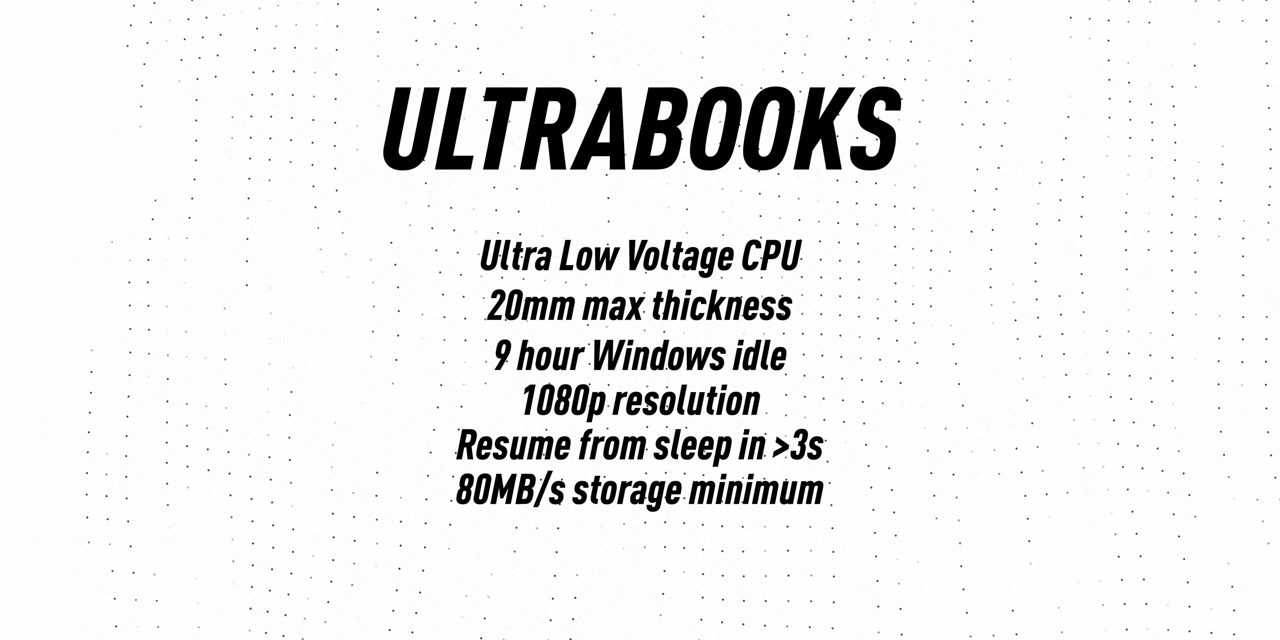 ULTRABOOKS
Ultra Low Voltage CPU
20mm max thickness
9 hour Windows idle
1080p resolution
Resume from sleep in >3s
80MB/s storage minimum